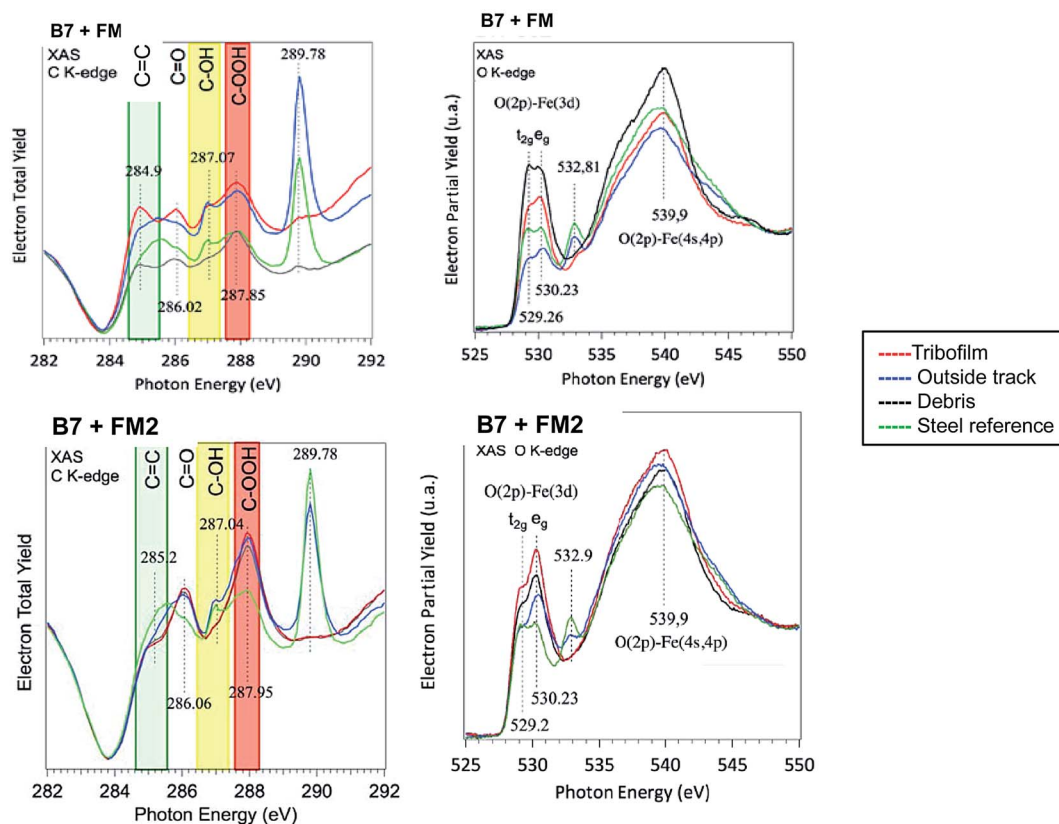 B7 + FM
XAS
C K-edge
C=C
C=O
C-OH
C-OOH
289.78
284.9
287.07
286.02
287.85
Electron Total Yield
282 284 286 288 290 292
Photon Energy (eV)
B7 + FM
XAS
O K-edge
O(2p)-Fe(3d)
t2g eg
532,81
539,9
O(2p)-Fe(4s,4p)
530.23
529.26
Electron Partial Yield (u.a.)
525 530 535 540 545 550
Photon Energy (eV)
Tribofilm
Outside track
Debris
Steel reference
B7 + FM2
XAS
C K-edge
C=C
C=O
C-OH
C-OOH
289.78
287.04
285.2
286.06
287.95
Electron Total Yield
282 284 286 288 290 292
Photon Energy (eV)
B7 + FM2
XAS O K-edge
O(2p)-Fe(3d)
t2g eg
532.9
539,9
O(2p)-Fe(4s,4p)
530.23
529.2
Electron Partial Yield (u.a.)
525 530 535 540 545 550
Photon Energy (eV)